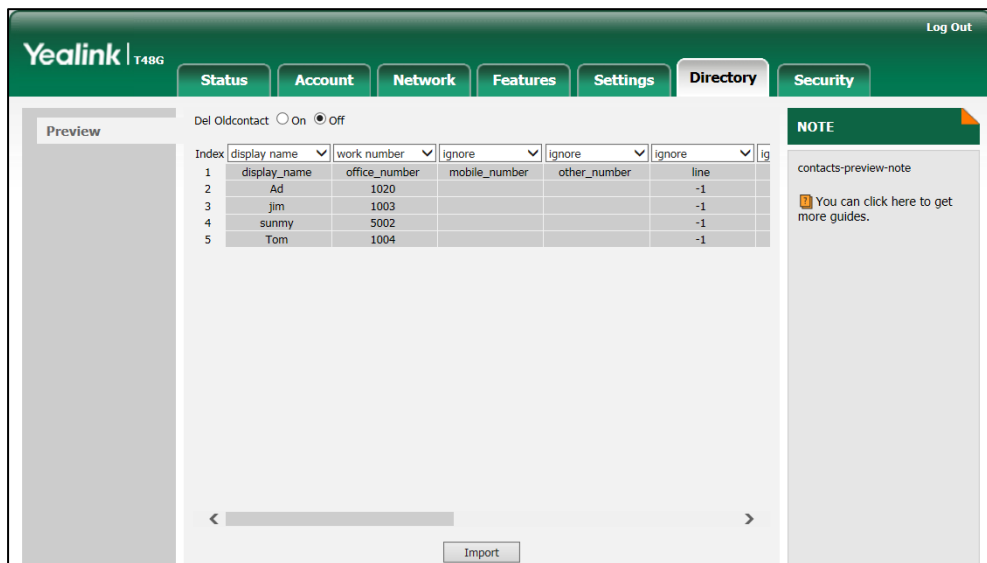 Log Out
Yealink | T48G
Status Account Network Features Settings Directory Security
Preview
Del Oldcontact On Off
NOTE
Index display name work number ignore ignore ignore ig
1 display_name office_number mobile_number other_number line
2 Ad 1020 -1
3 jim 1003 -1
4 sunmy 5002 -1
5 Tom 1004 -1
contacts-preview-note
You can click here to get
more guides.
Import